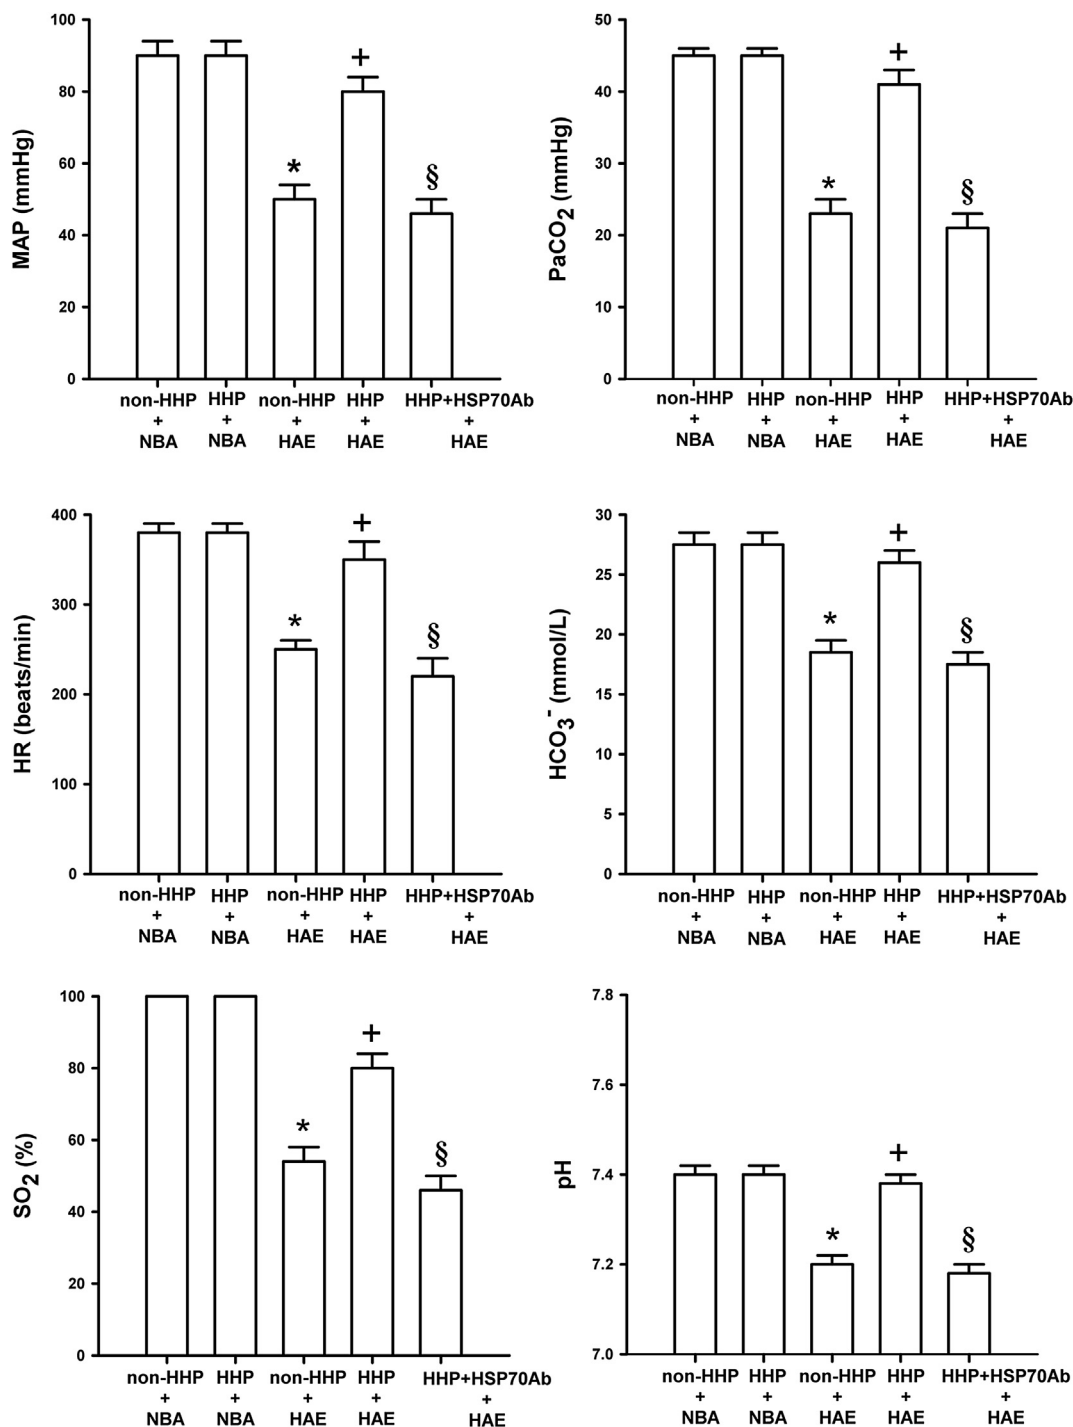 MAP (mmHg)
100
80
60
40
20
0
*
+
§
non-HHP HHP non-HHP HHP HHP+HSP70Ab
+ + + + +
NBA NBA HAE HAE HAE
PaCO2 (mmHg)
50
40
30
20
10
0
*
+
§
non-HHP HHP non-HHP HHP HHP+HSP70Ab
+ + + + +
NBA NBA HAE HAE HAE
HR (beats/min)
400
300
200
100
0
*
+
§
non-HHP HHP non-HHP HHP HHP+HSP70Ab
+ + + + +
NBA NBA HAE HAE HAE
HCO3- (mmol/L)
30
25
20
15
10
5
0
*
+
§
non-HHP HHP non-HHP HHP HHP+HSP70Ab
+ + + + +
NBA NBA HAE HAE HAE
SO2 (%)
100
80
60
40
20
0
*
+
§
non-HHP HHP non-HHP HHP HHP+HSP70Ab
+ + + + +
NBA NBA HAE HAE HAE
pH
7.8
7.6
7.4
7.2
7.0
*
+
§
non-HHP HHP non-HHP HHP HHP+HSP70Ab
+ + + + +
NBA NBA HAE HAE HAE